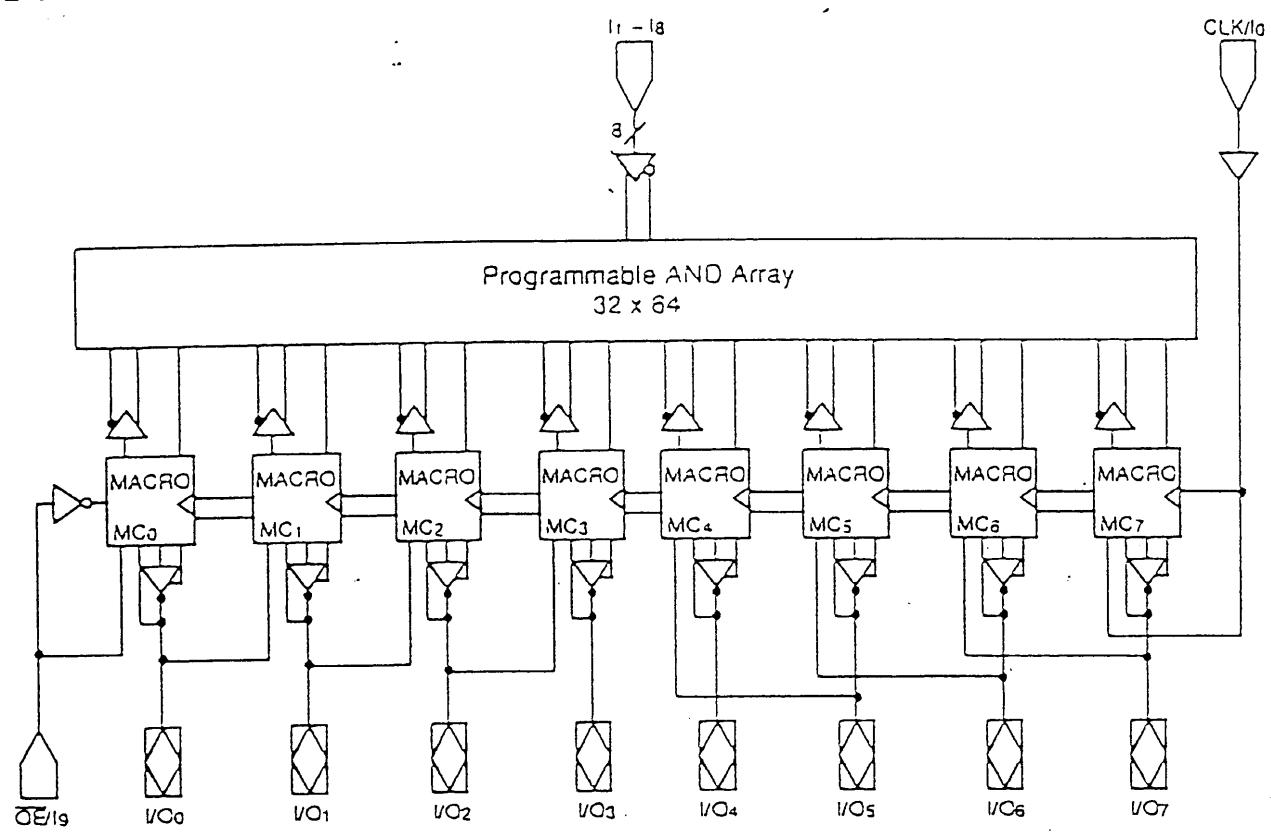 I1 – I8
CLK/I0
8
Programmable AND Array
32 x 64
MACRO
MC0
MACRO
MC1
MACRO
MC2
MACRO
MC3
MACRO
MC4
MACRO
MC5
MACRO
MC6
MACRO
MC7
OE/I9
I/O0
I/O1
I/O2
I/O3
I/O4
I/O5
I/O6
I/O7